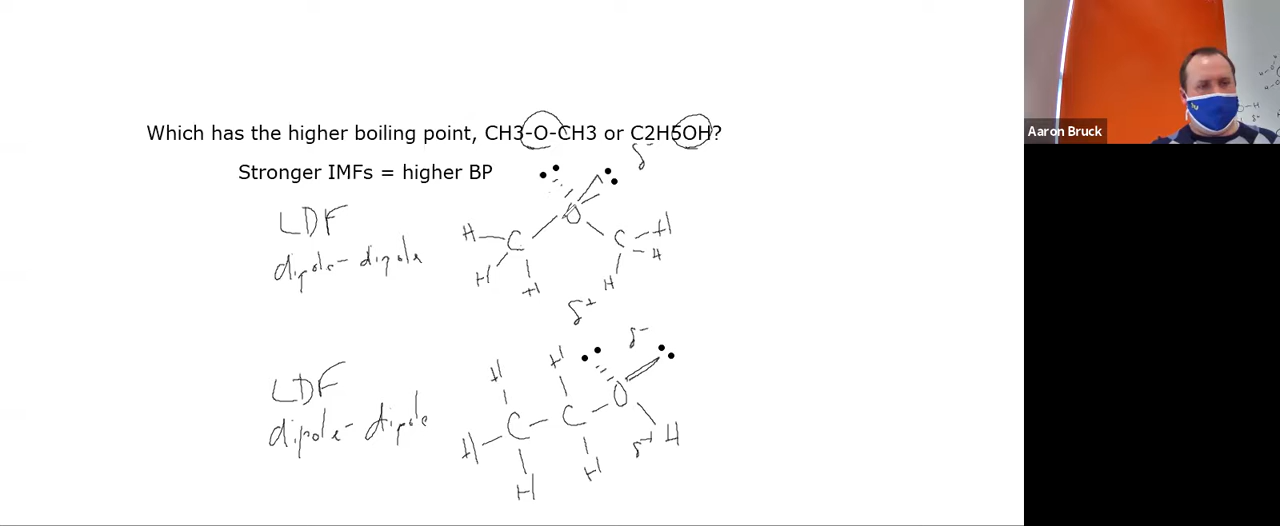 Which has the higher boiling point, CH3-O-CH3 or C2H5OH?
Stronger IMFs = higher BP
δ-
LDF
dipole-dipole
O
H C C H
H H H H
δ+
LDF
dipole-dipole
δ-
H H
O
C C
H δ+ H
H H
Aaron Bruck